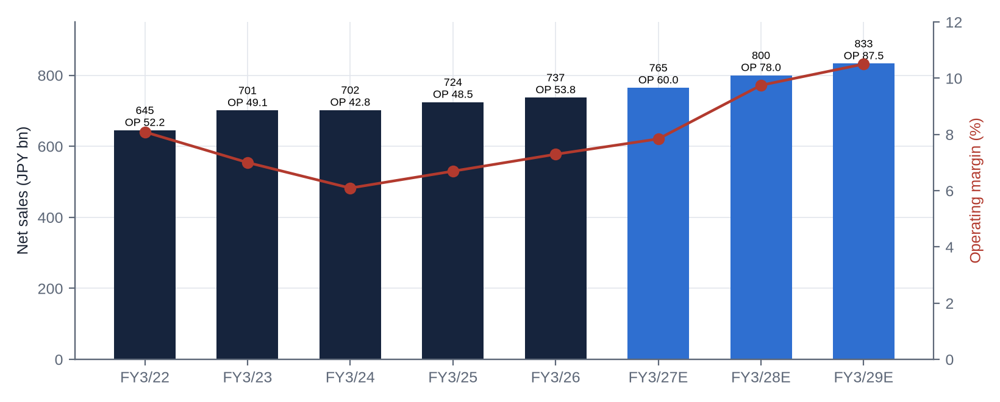 Net sales (JPY bn)
800
600
400
200
0
645
OP 52.2
701
OP 49.1
702
OP 42.8
724
OP 48.5
737
OP 53.8
765
OP 60.0
800
OP 78.0
833
OP 87.5
12
10
8
6
4
2
0
Operating margin (%)
FY3/22
FY3/23
FY3/24
FY3/25
FY3/26
FY3/27E
FY3/28E
FY3/29E